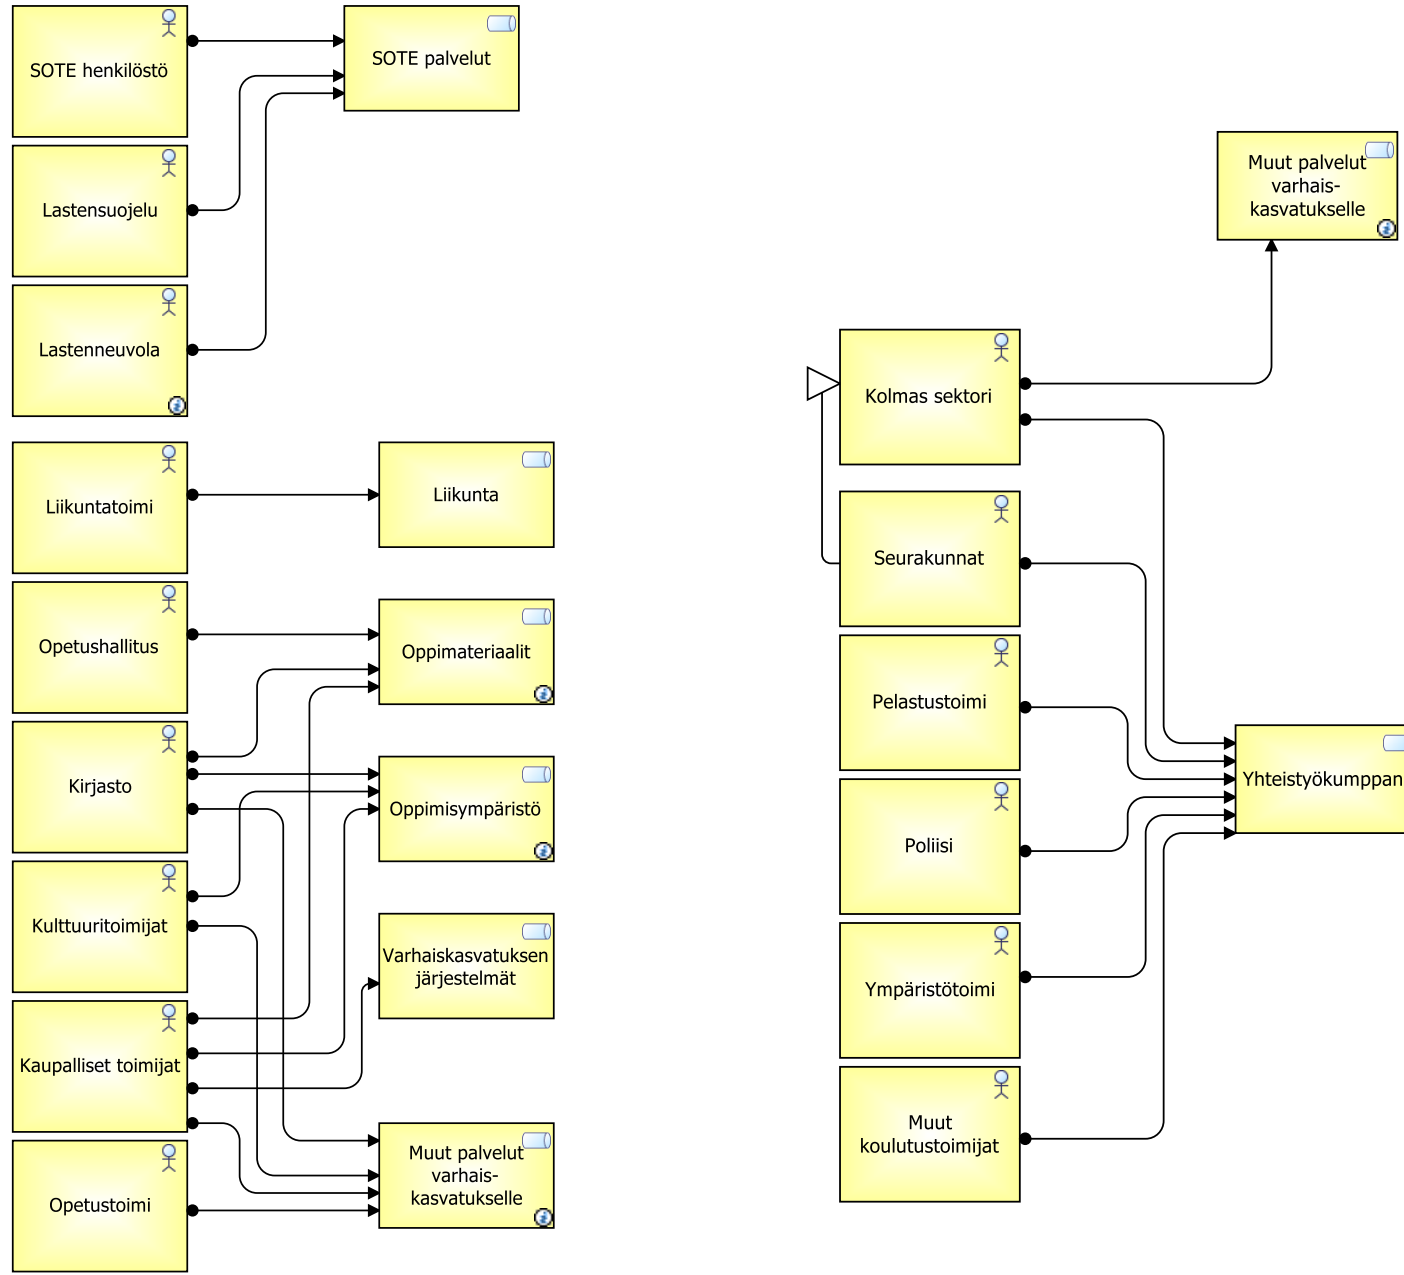 SOTE henkilöstö
SOTE palvelut
Lastensuojelu
Lastenneuvola
Liikuntatoimi
Liikunta
Opetushallitus
Oppimateriaalit
Kirjasto
Oppimisympäristö
Kulttuuritoimijat
Varhaiskasvatuksen
järjestelmät
Kaupalliset toimijat
Muut palvelut
varhais-
kasvatukselle
Opetustoimi
Muut palvelut
varhais-
kasvatukselle
Kolmas sektori
Seurakunnat
Pelastustoimi
Yhteistyökumppan
Poliisi
Ympäristötoimi
Muut
koulutustoimijat